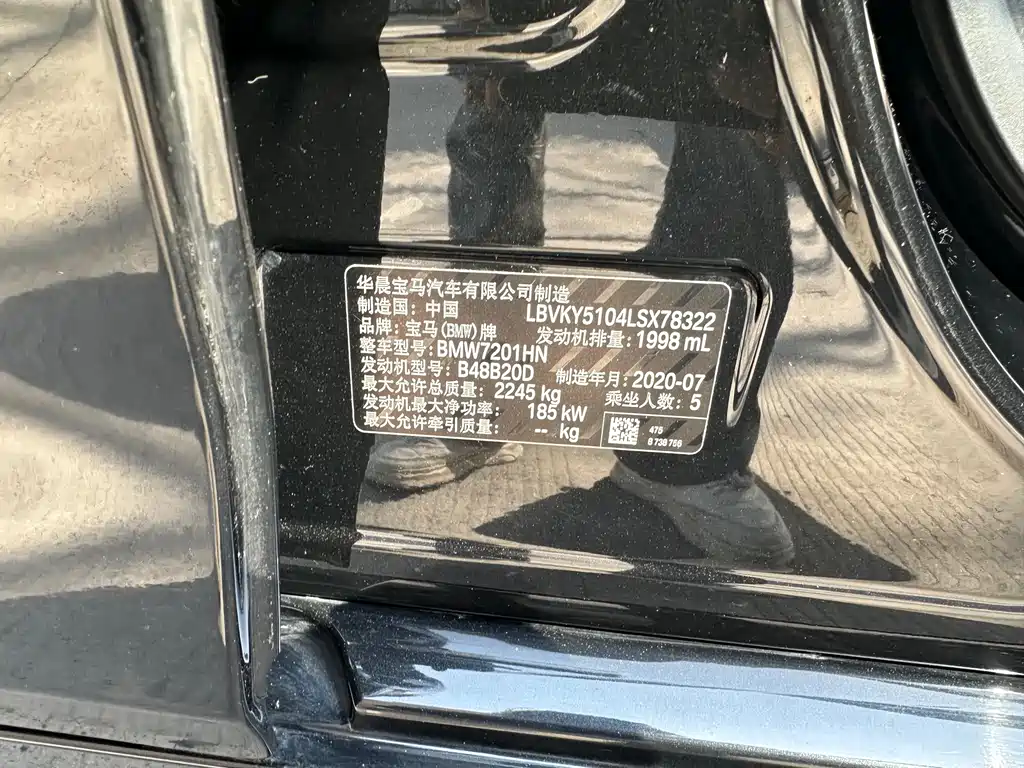 华晨宝马汽车有限公司制造
制造国：中国 LBVKY5104LSX78322
品牌：宝马(BMW)牌 发动机排量：1998 mL
整车型号：BMW7201HN
发动机型号：B48B20D 制造年月：2020-07
最大允许总质量：2245 kg 乘坐人数：5
发动机最大净功率：185 kW
最大允许牵引质量：-- kg
475
8 738 756